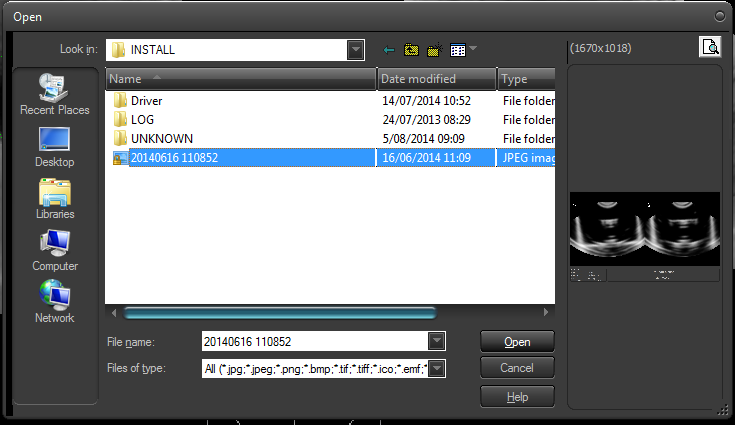 Open
Look in: INSTALL
(1670x1018)
Name Date modified Type
Driver 14/07/2014 10:52 File folder
LOG 24/07/2013 08:29 File folder
UNKNOWN 5/08/2014 09:09 File folder
20140616 110852 16/06/2014 11:09 JPEG imag
Recent Places
Desktop
Libraries
Computer
Network
File name: 20140616 110852 Open
Files of type: All (*.jpg;*.jpeg;*.png;*.bmp;*.tif;*.tiff;*.ico;*.emf;* Cancel
Help